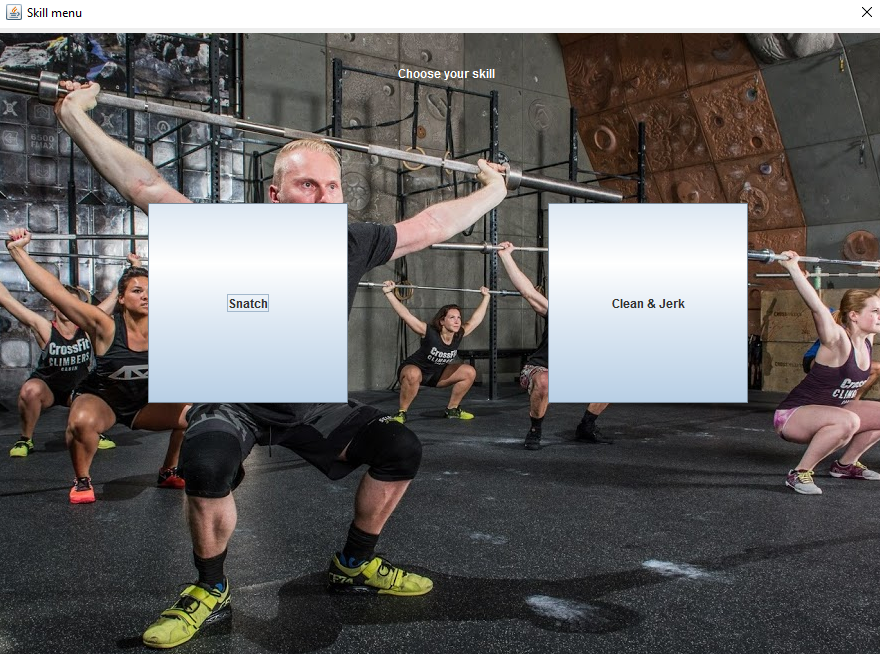 Skill menu
Choose your skill
Snatch
Clean & Jerk
CrossFit
CLIMBERS
CrossFit
CLIMBERS